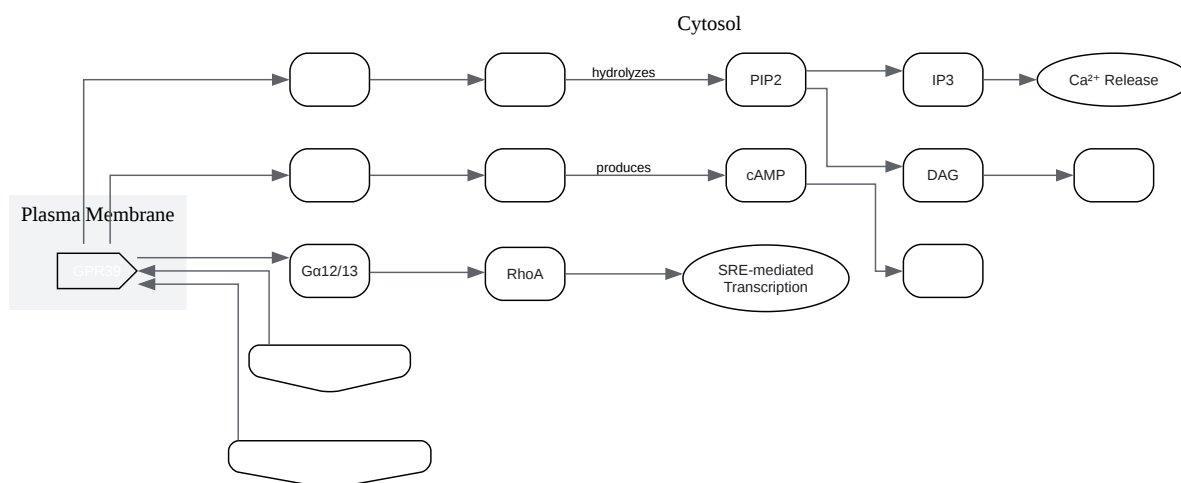 Cytosol
hydrolyzes
PIP2
IP3
Ca²⁺ Release
produces
cAMP
DAG
Plasma Membrane
GPR39
Gα12/13
RhoA
SRE-mediated
Transcription